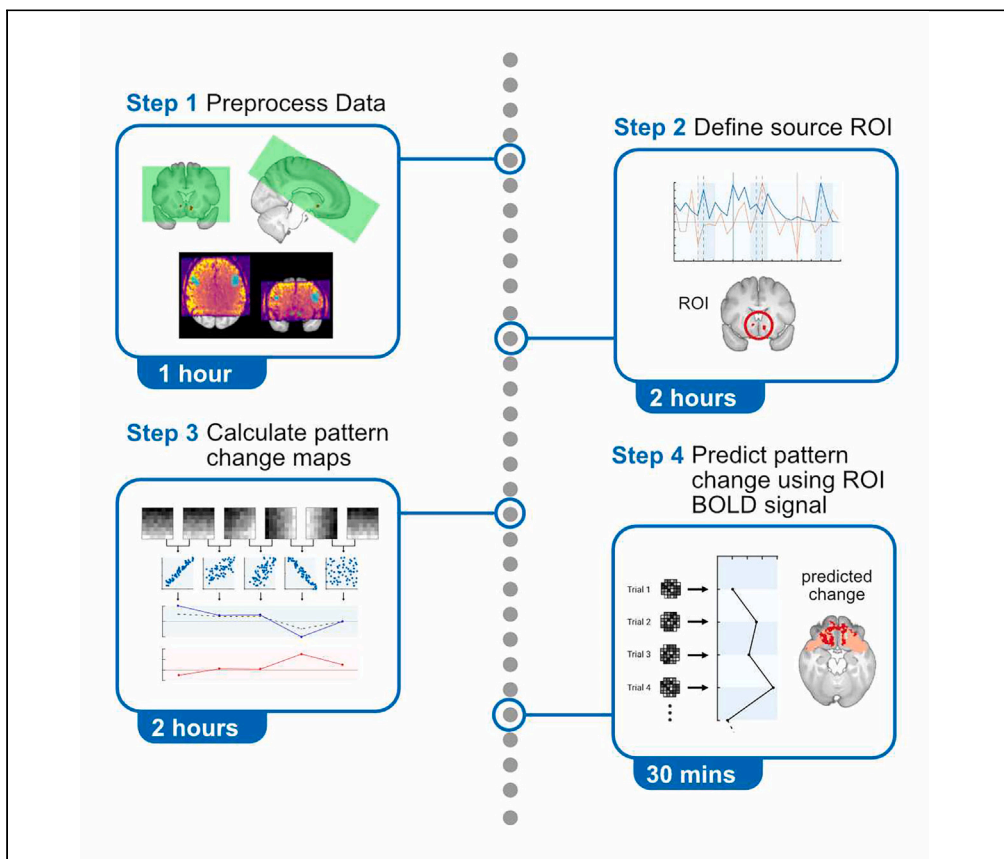 Step 1 Preprocess Data
1 hour
Step 2 Define source ROI
ROI
2 hours
Step 3 Calculate pattern
change maps
2 hours
Step 4 Predict pattern
change using ROI
BOLD signal
Trial 1
Trial 2
Trial 3
Trial 4
predicted
change
30 mins